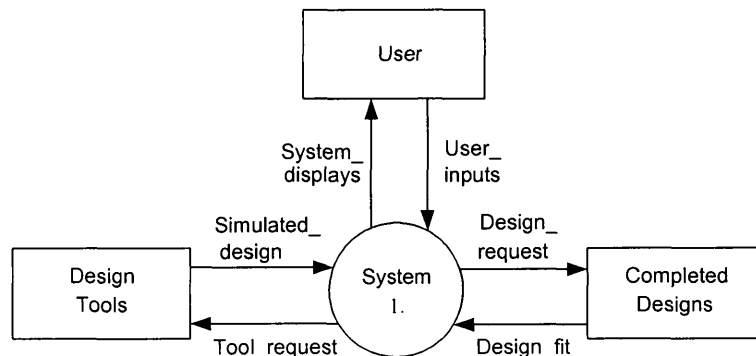 User
System_
displays
User_
inputs
Simulated_
design
Design_
request
Design
Tools
System
1.
Completed
Designs
Tool request
Design fit